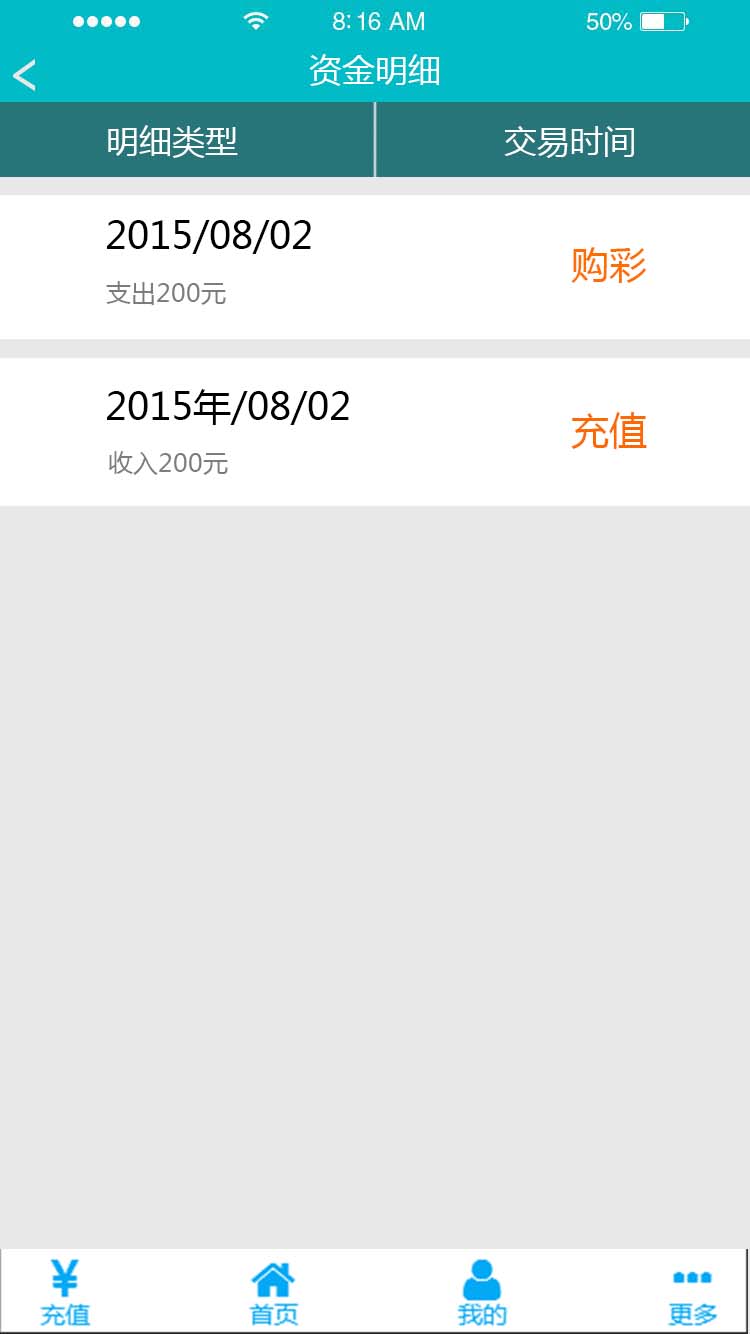 8:16 AM 50%
<
资金明细
明细类型 交易时间
2015/08/02
购彩
支出200元
2015年/08/02
充值
收入200元
¥
充值 首页 我的 更多